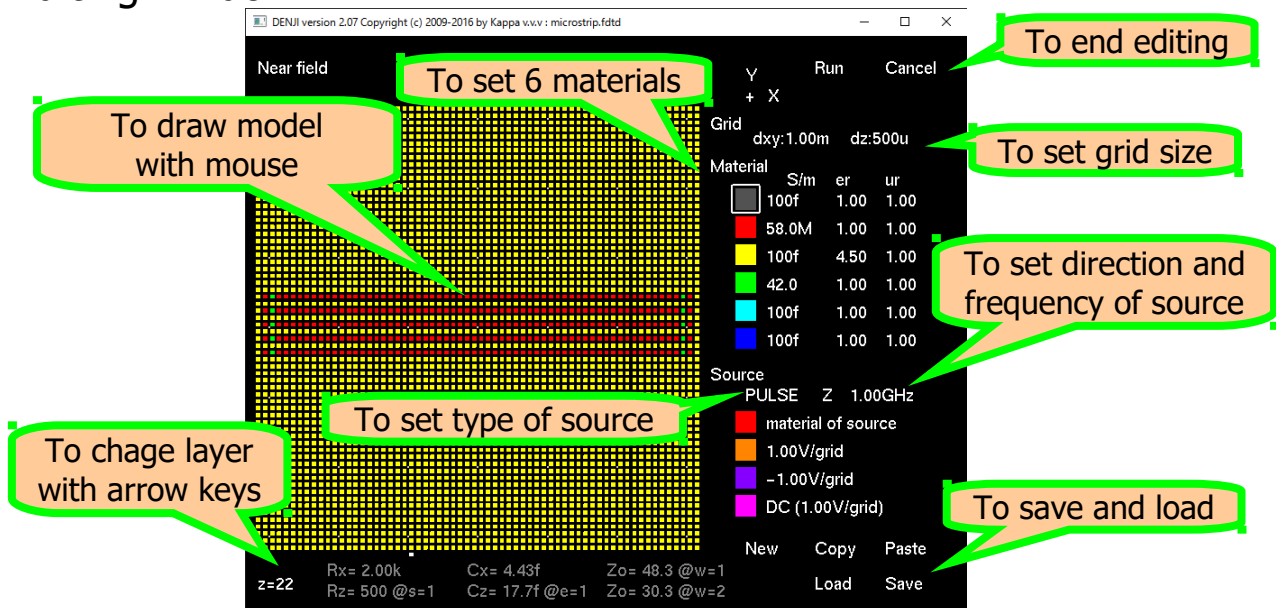 DENJI version 2.07 Copyright (c) 2009-2016 by Kappa v.v.v : microstrip.fdtd
To end editing
Near field
To set 6 materials
Y
+ X
Run Cancel
To draw model
with mouse
Grid
dxy:1.00m dz:500u
To set grid size
Material
S/m er ur
100f 1.00 1.00
58.0M 1.00 1.00
100f 4.50 1.00
42.0 1.00 1.00
100f 1.00 1.00
100f 1.00 1.00
To set direction and
frequency of source
Source
PULSE Z 1.00GHz
To set type of source
material of source
1.00V/grid
-1.00V/grid
DC (1.00V/grid)
To chage layer
with arrow keys
To save and load
New Copy Paste
Load Save
z=22
Rx= 2.00k Cx= 4.43f Zo= 48.3 @w=1
Rz= 500 @s=1 Cz= 17.7f @e=1 Zo= 30.3 @w=2